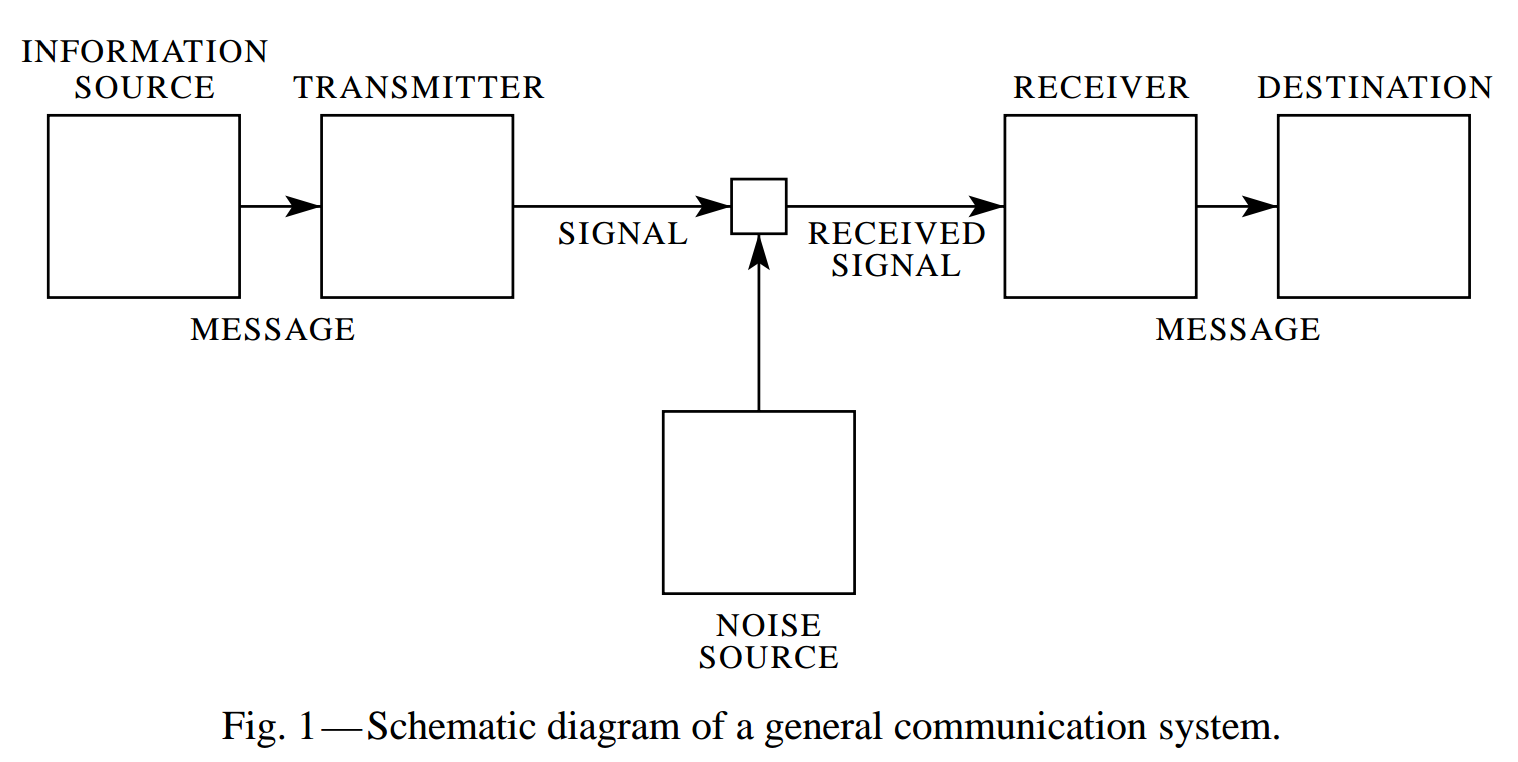 INFORMATION
SOURCE
TRANSMITTER
RECEIVER
DESTINATION
SIGNAL
RECEIVED
SIGNAL
MESSAGE
MESSAGE
NOISE
SOURCE
Fig. 1—Schematic diagram of a general communication system.